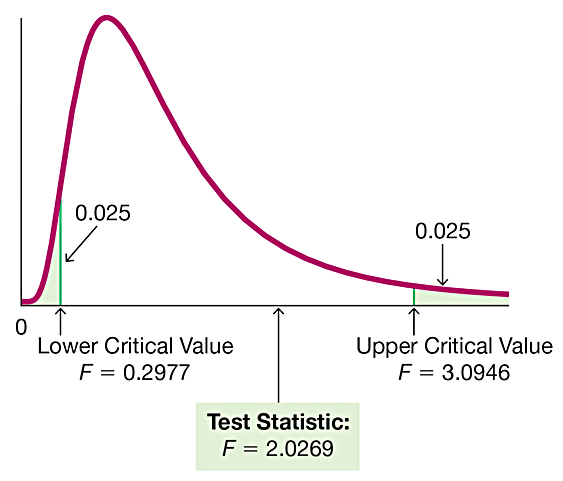 0.025
0.025
0
Lower Critical Value
F = 0.2977
Upper Critical Value
F = 3.0946
Test Statistic:
F = 2.0269